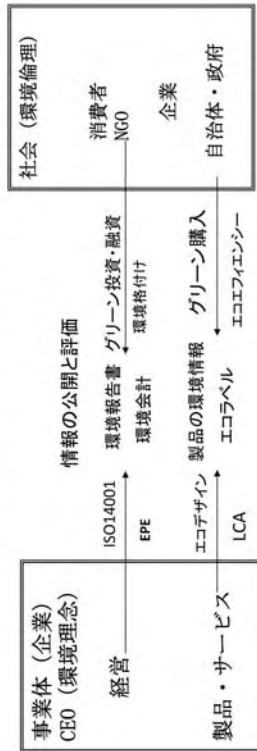 事業体（企業）
CEO（環境理念）
経営
製品・サービス
ISO14001
EPE
エコデザイン
LCA
情報の公開と評価
環境報告書
環境会計
製品の環境情報
エコラベル
グリーン投資・融資
環境格付け
グリーン購入
エコエフィエンシー
社会（環境倫理）
消費者
NGO
企業
自治体・政府